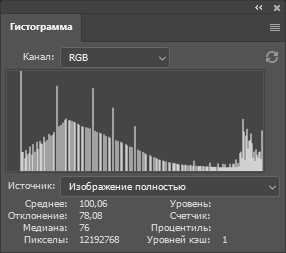 Гистограмма
Канал: RGB
Источник: Изображение полностью
Среднее: 100,06 Уровень:
Отклонение: 78,08 Счетчик:
Медиана: 76 Процентиль:
Пикселы: 12192768 Уровней кэш: 1